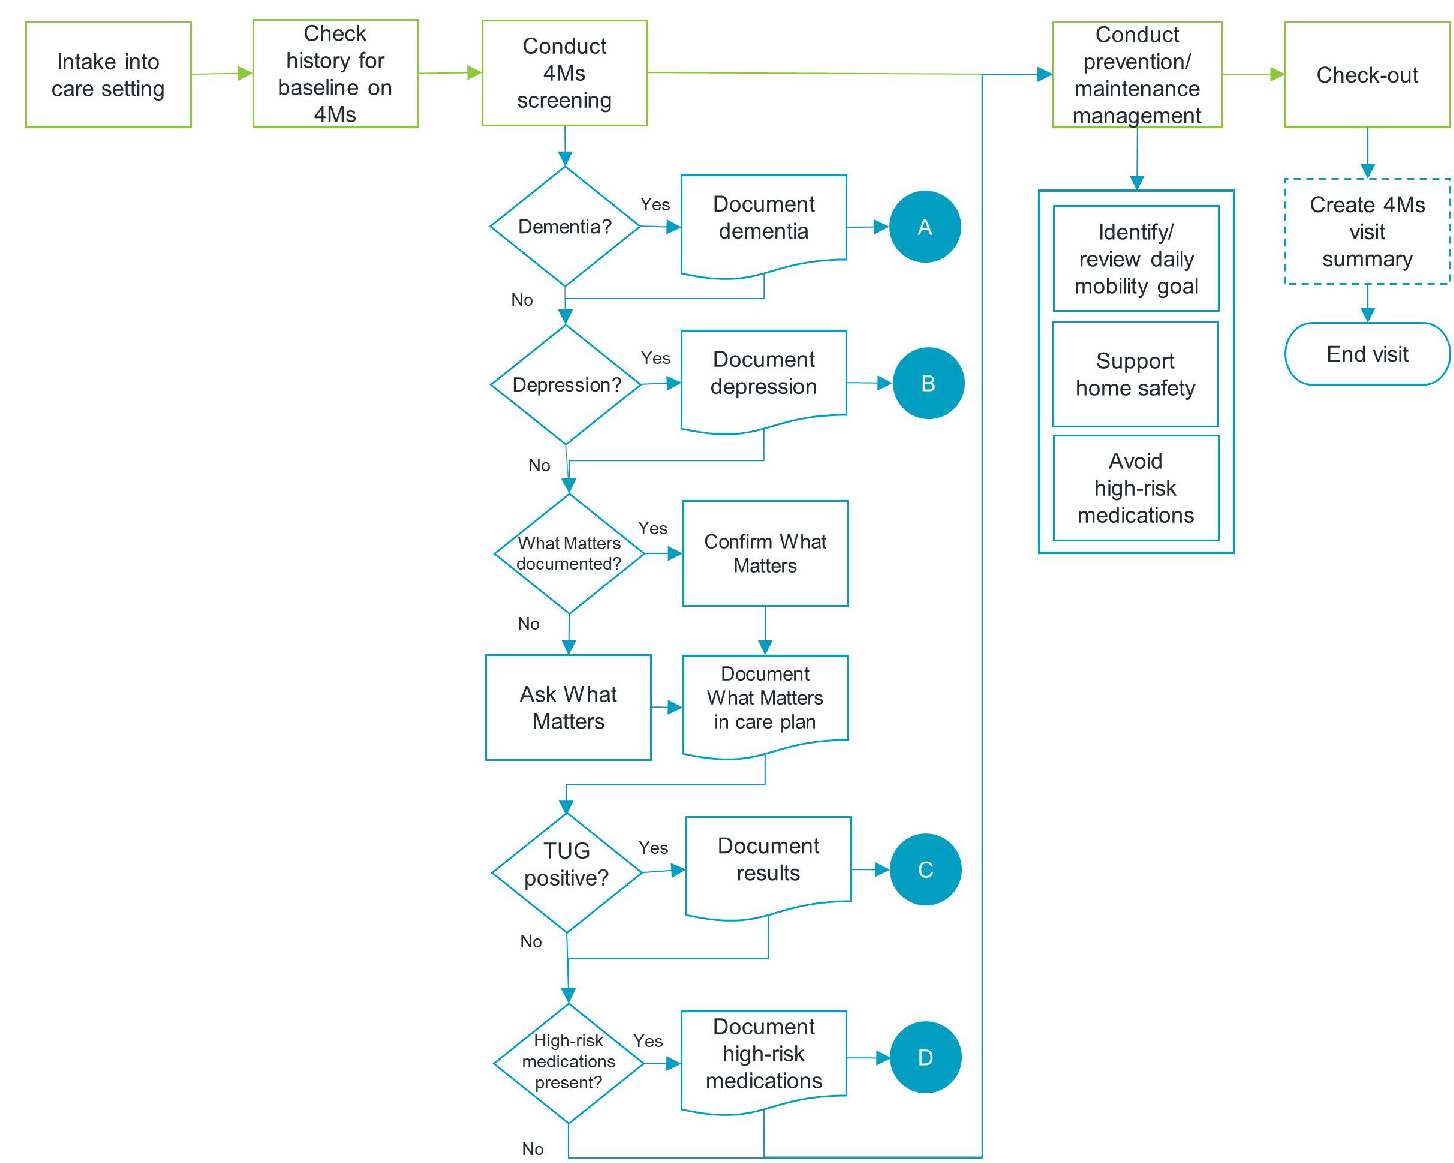 Intake into
care setting
Check
history for
baseline on
4Ms
Conduct
4Ms
screening
Conduct
prevention/
maintenance
management
Check-out
Dementia?
Yes
Document
dementia
A
No
Depression?
Yes
Document
depression
B
No
What Matters
documented?
Yes
Confirm What
Matters
No
Ask What
Matters
Document
What Matters
in care plan
TUG
positive?
Yes
Document
results
C
No
High-risk
medications
present?
Yes
Document
high-risk
medications
D
No
Identify/
review daily
mobility goal
Support
home safety
Avoid
high-risk
medications
Create 4Ms
visit
summary
End visit